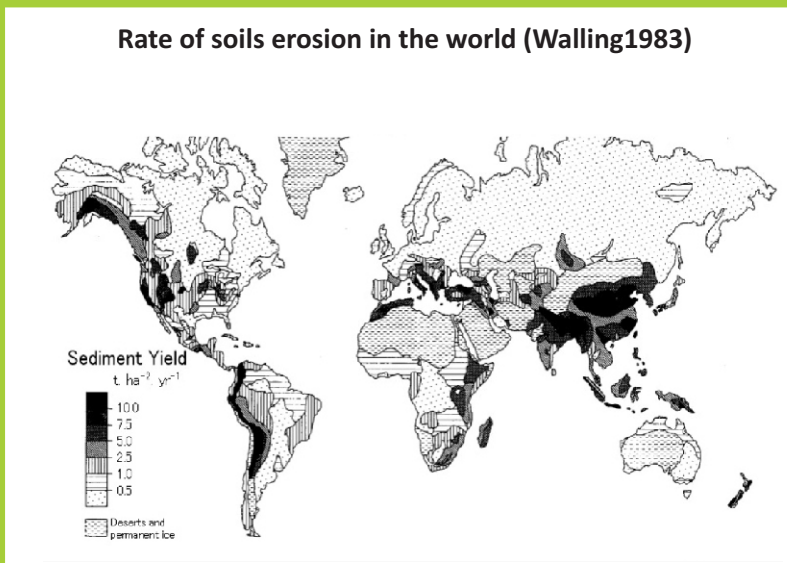 Rate of soils erosion in the world (Walling1983)
Sediment Yield
t. ha⁻². yr⁻¹
10.0
7.5
5.0
2.5
1.0
0.5
Deserts and
permanent ice